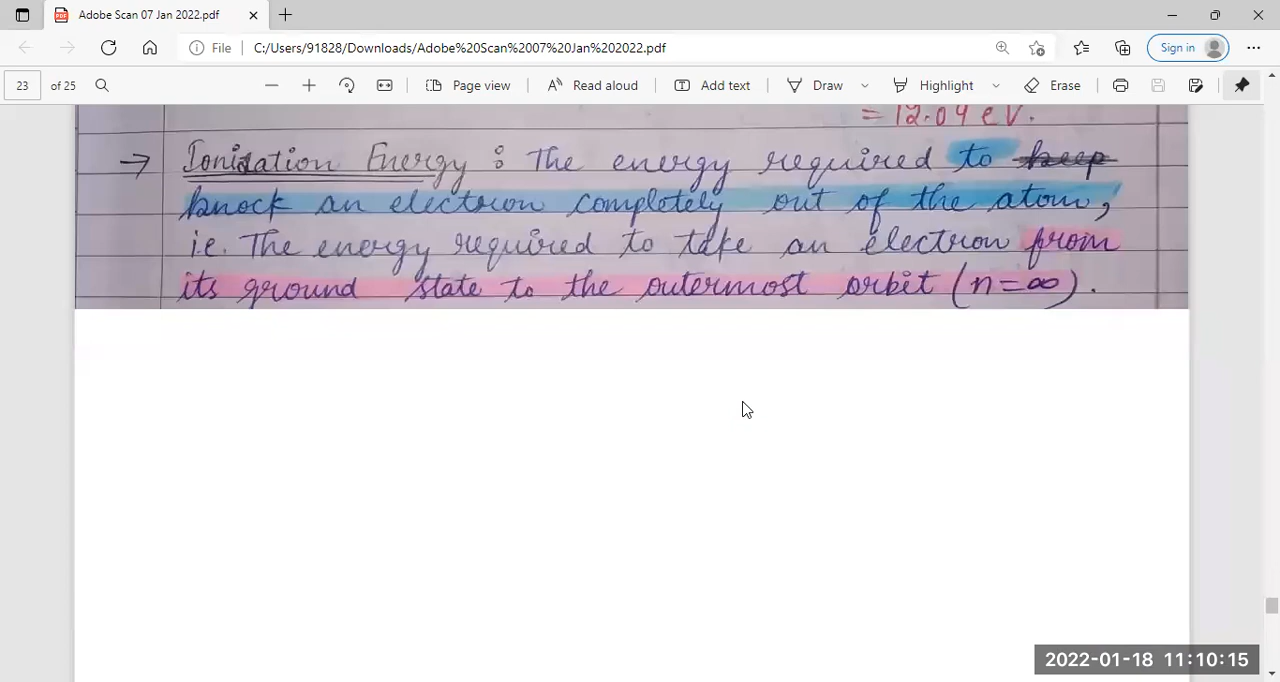 Adobe Scan 07 Jan 2022.pdf
File C:/Users/91828/Downloads/Adobe%20Scan%2007%20Jan%202022.pdf Sign in
23 of 25 Page view Read aloud Add text Draw Highlight Erase
= 12.04 eV.
→ Ionization Energy : The energy required to keep
knock an electron completely out of the atom,
i.e. The energy required to take an electron from
its ground state to the outermost orbit (n=∞).
2022-01-18 11:10:15